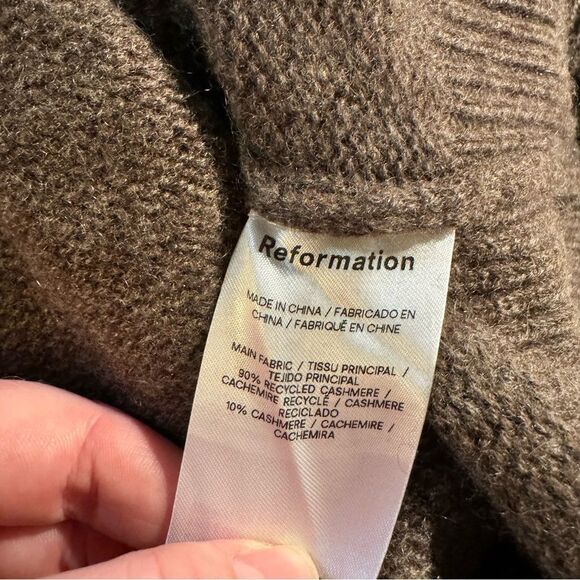 Reformation
MADE IN CHINA / FABRICADO EN
CHINA / FABRIQUÉ EN CHINE
MAIN FABRIC / TISSU PRINCIPAL /
TEJIDO PRINCIPAL
90% RECYCLED CASHMERE /
CACHEMIRE RECYCLÉ / CASHMERE
RECICLADO
10% CASHMERE / CACHEMIRE /
CACHEMIRA